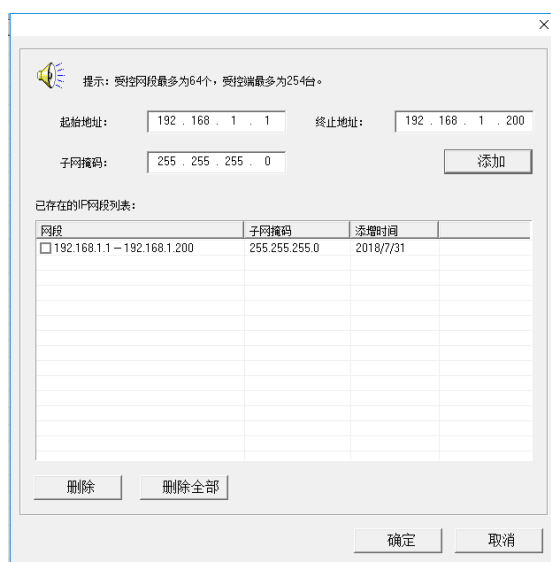 提示：受控网段最多为64个，受控端最多为254台。
起始地址： 192 . 168 . 1 . 1 终止地址： 192 . 168 . 1 . 200
子网掩码： 255 . 255 . 255 . 0 添加
已存在的IP网段列表：
网段 子网掩码 添增时间
192.168.1.1－192.168.1.200 255.255.255.0 2018/7/31
删除 删除全部
确定 取消